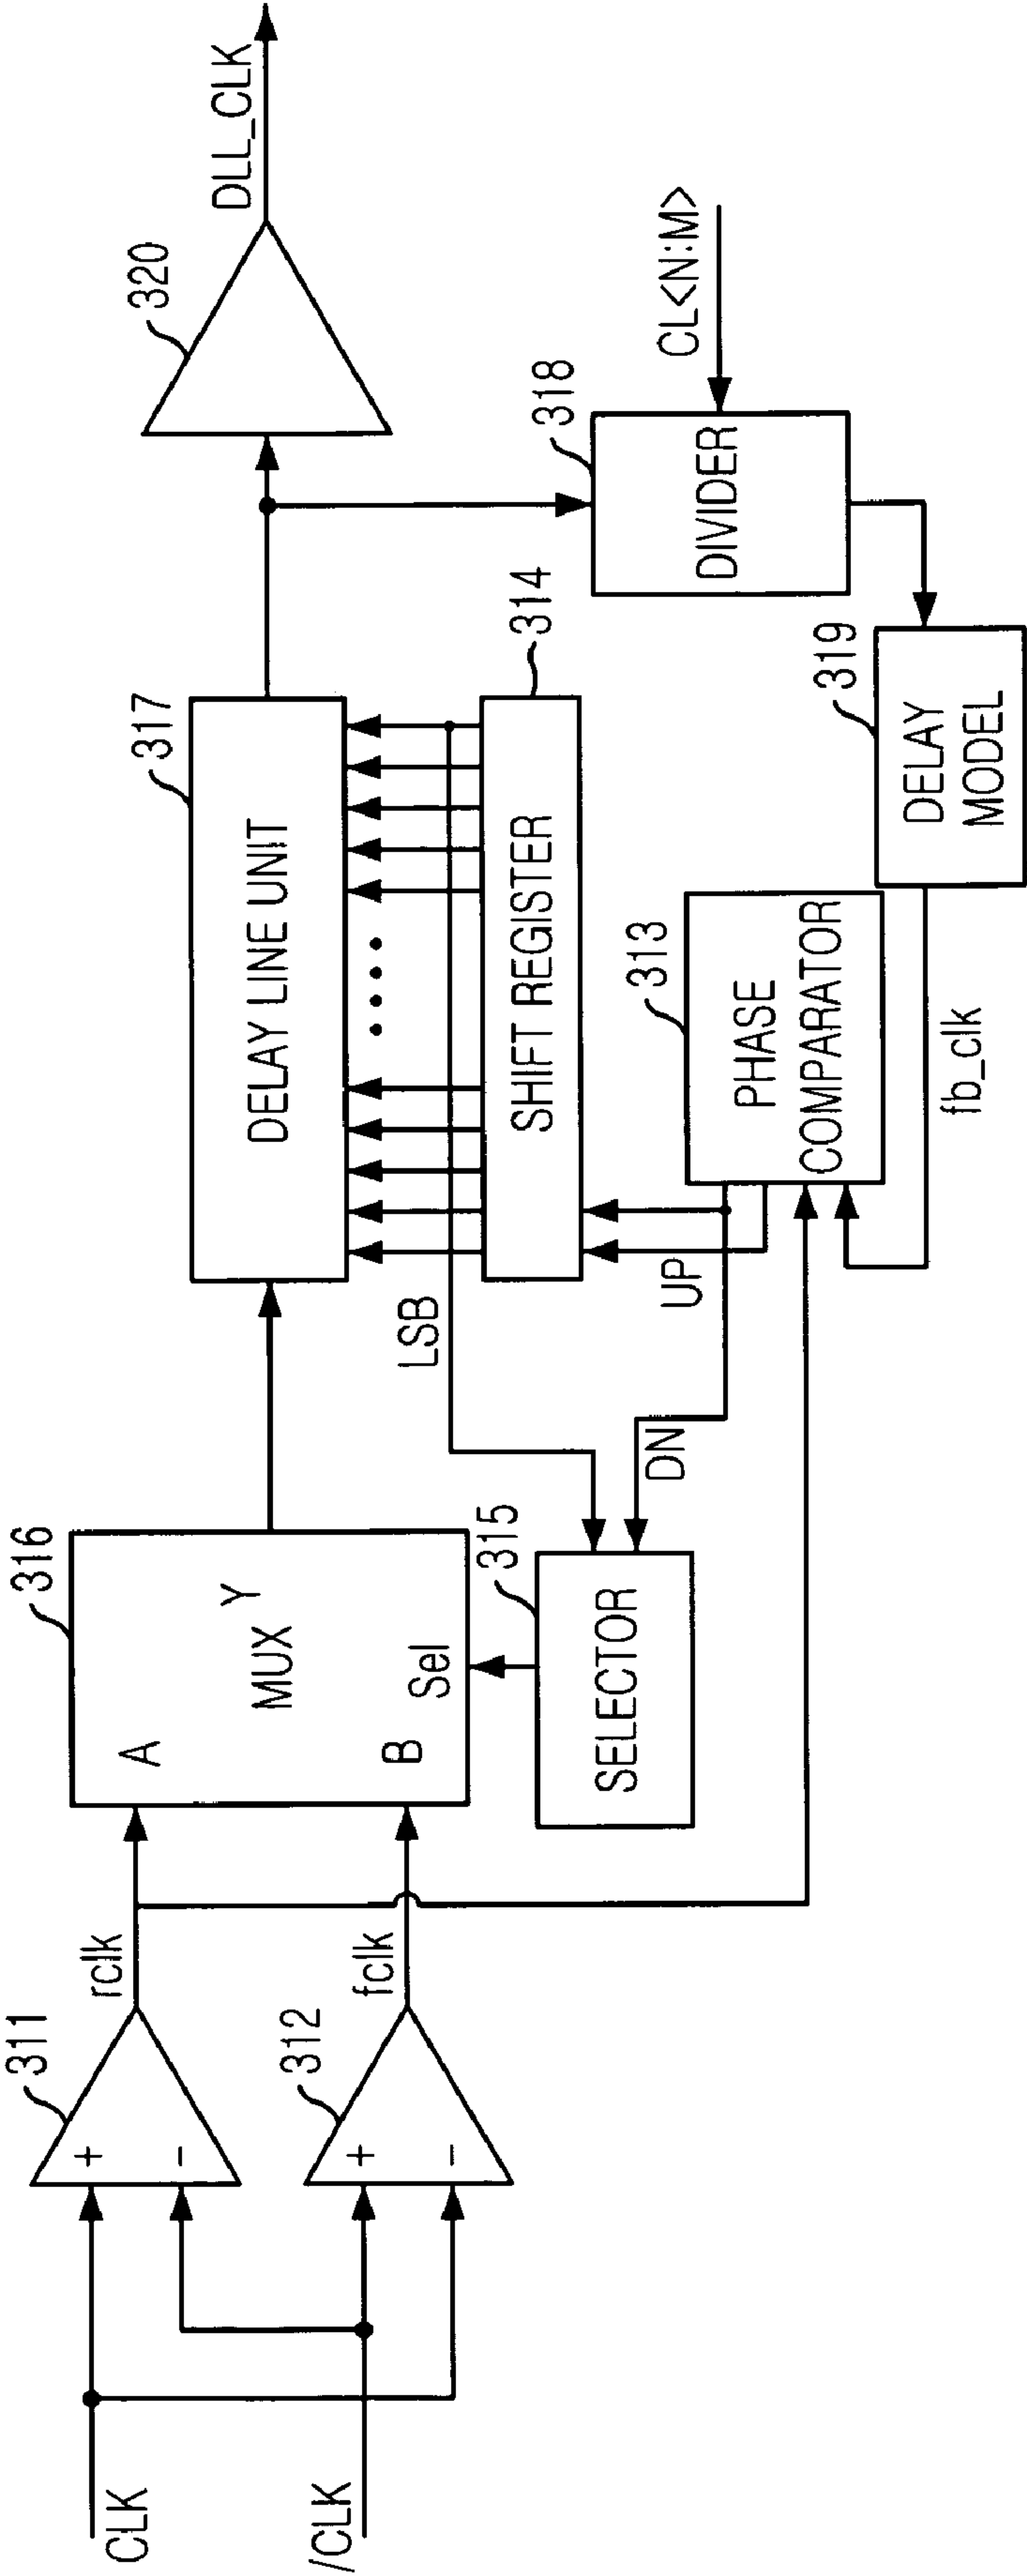 CLK
/CLK
311
+
-
rclk
312
+
-
fclk
316
A
B
MUX
Y
Sel
315
SELECTOR
LSB
DN
UP
317
DELAY LINE UNIT
314
SHIFT REGISTER
313
PHASE
COMPARATOR
fb_clk
319
DELAY
MODEL
318
DIVIDER
CL<N:M>
320
DLL_CLK